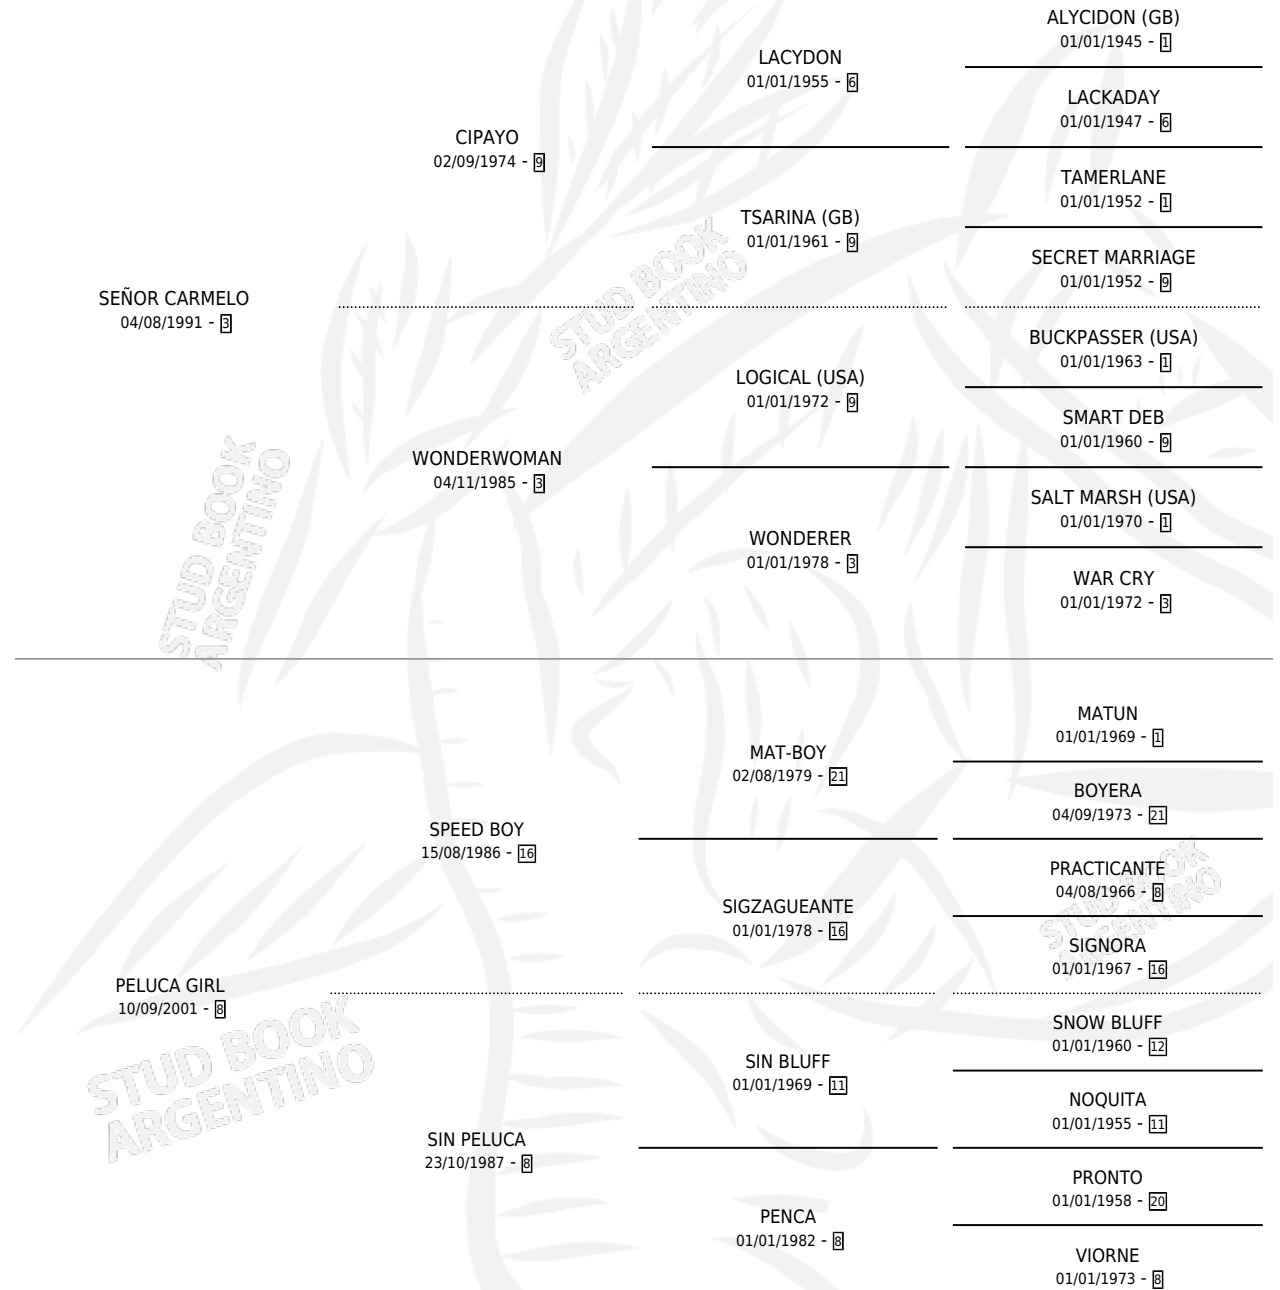 ALYCIDON (GB)
01/01/1945 - 1
LACYDON
01/01/1955 - 6
LACKADAY
01/01/1947 - 6
CIPAYO
02/09/1974 - 9
TAMERLANE
01/01/1952 - 1
TSARINA (GB)
01/01/1961 - 9
SECRET MARRIAGE
01/01/1952 - 9
SEÑOR CARMELO
04/08/1991 - 3
STUD BOOK
ARGENTINO
BUCKPASSER (USA)
01/01/1963 - 1
LOGICAL (USA)
01/01/1972 - 9
SMART DEB
01/01/1960 - 9
WONDERWOMAN
04/11/1985 - 3
SALT MARSH (USA)
01/01/1970 - 1
WONDERER
01/01/1978 - 3
WAR CRY
01/01/1972 - 3
STUD BOOK
ARGENTINO
MATUN
01/01/1969 - 1
MAT-BOY
02/08/1979 - 21
BOYERA
04/09/1973 - 21
SPEED BOY
15/08/1986 - 16
PRACTICANTE
04/08/1966 - 8
SIGZAGUEANTE
01/01/1978 - 16
SIGNORA
01/01/1967 - 16
STUD BOOK
ARGENTINO
PELUCA GIRL
10/09/2001 - 8
SNOW BLUFF
01/01/1960 - 12
SIN BLUFF
01/01/1969 - 11
NOQUITA
01/01/1955 - 11
STUD BOOK
ARGENTINO
SIN PELUCA
23/10/1987 - 8
PRONTO
01/01/1958 - 20
PENCA
01/01/1982 - 8
VIORNE
01/01/1973 - 8